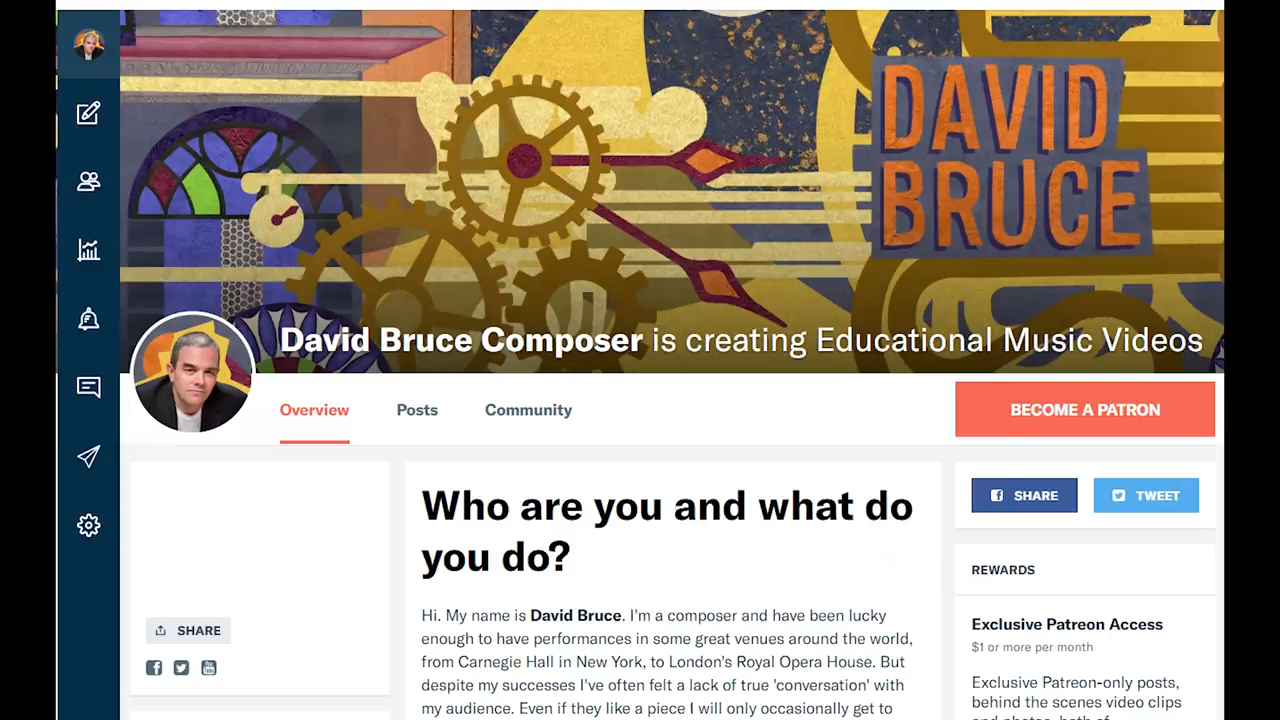 DAVID
BRUCE
David Bruce Composer is creating Educational Music Videos
Overview
Posts
Community
BECOME A PATRON
SHARE
Who are you and what do
you do?
Hi. My name is David Bruce. I'm a composer and have been lucky
enough to have performances in some great venues around the world,
from Carnegie Hall in New York, to London's Royal Opera House. But
despite my successes I've often felt a lack of true 'conversation' with
my audience. Even if they like a piece I will only occasionally get to
SHARE
TWEET
REWARDS
Exclusive Patreon Access
$1 or more per month
Exclusive Patreon-only posts,
behind the scenes video clips
and photos, both of